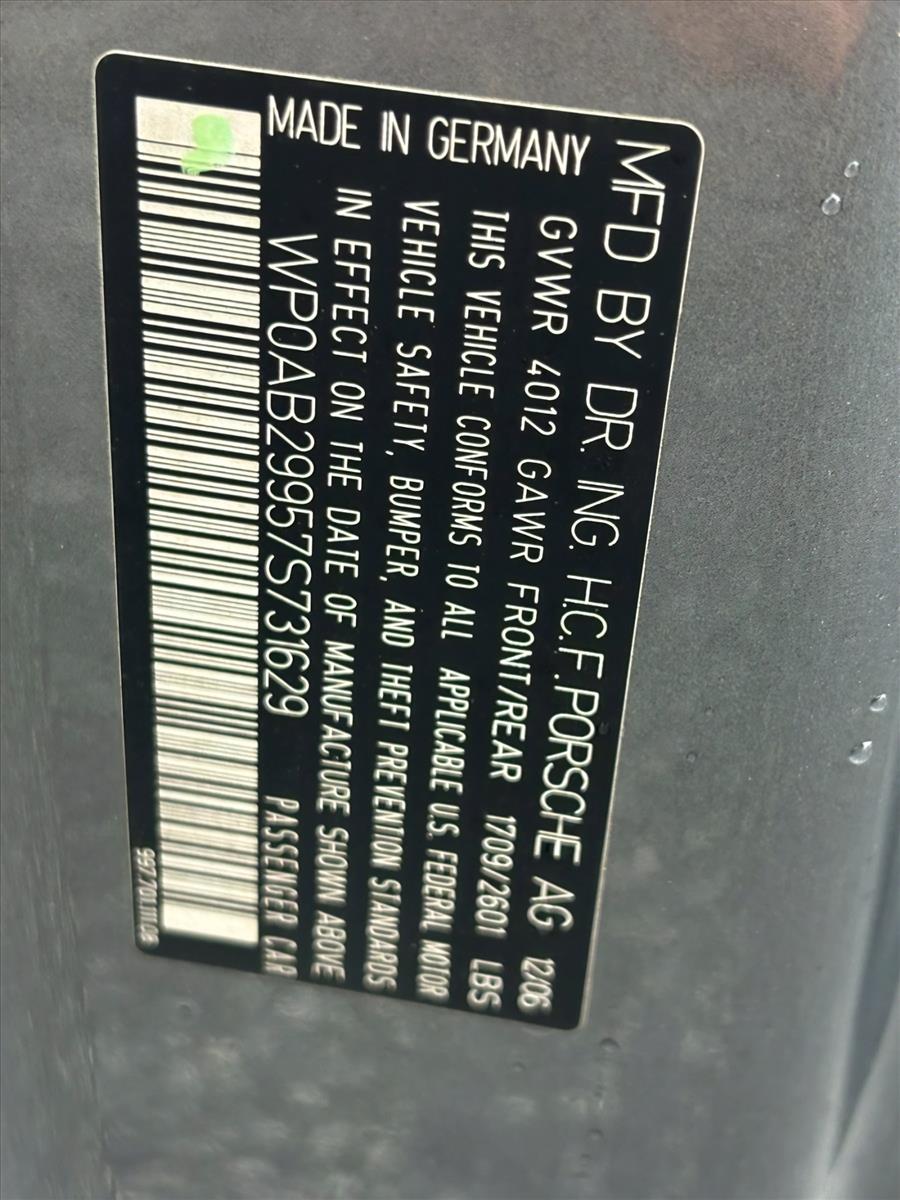 MFD BY DR. ING. H.C.F. PORSCHE AG 12/06
GVWR 4012 GAWR FRONT/REAR 1709/2601 LBS
THIS VEHICLE CONFORMS TO ALL APPLICABLE U.S. FEDERAL MOTOR
VEHICLE SAFETY, BUMPER, AND THEFT PREVENTION STANDARDS
IN EFFECT ON THE DATE OF MANUFACTURE SHOWN ABOVE
WP0AB29957S731629 PASSENGER CAR
MADE IN GERMANY